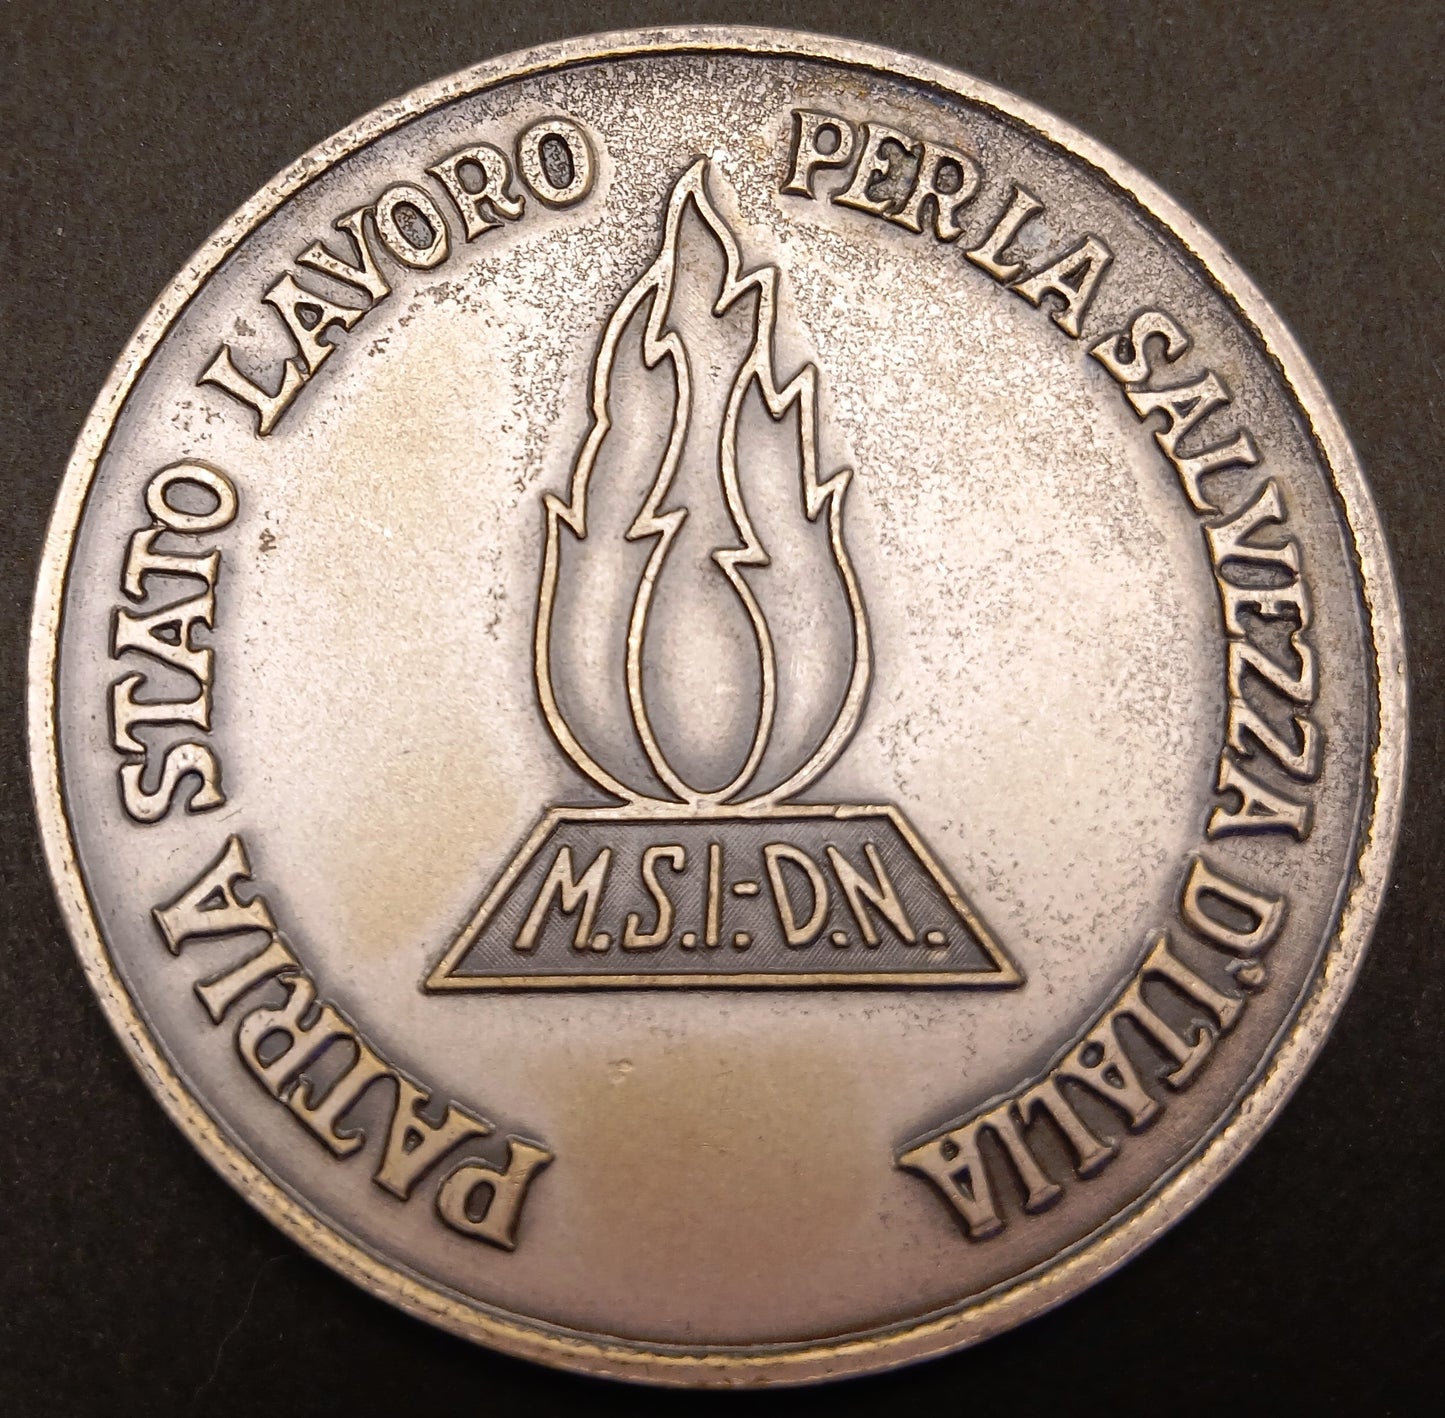 PATRIA STATO LAVORO PER LA SALVEZZA D'ITALIA
M.S.I.-D.N.